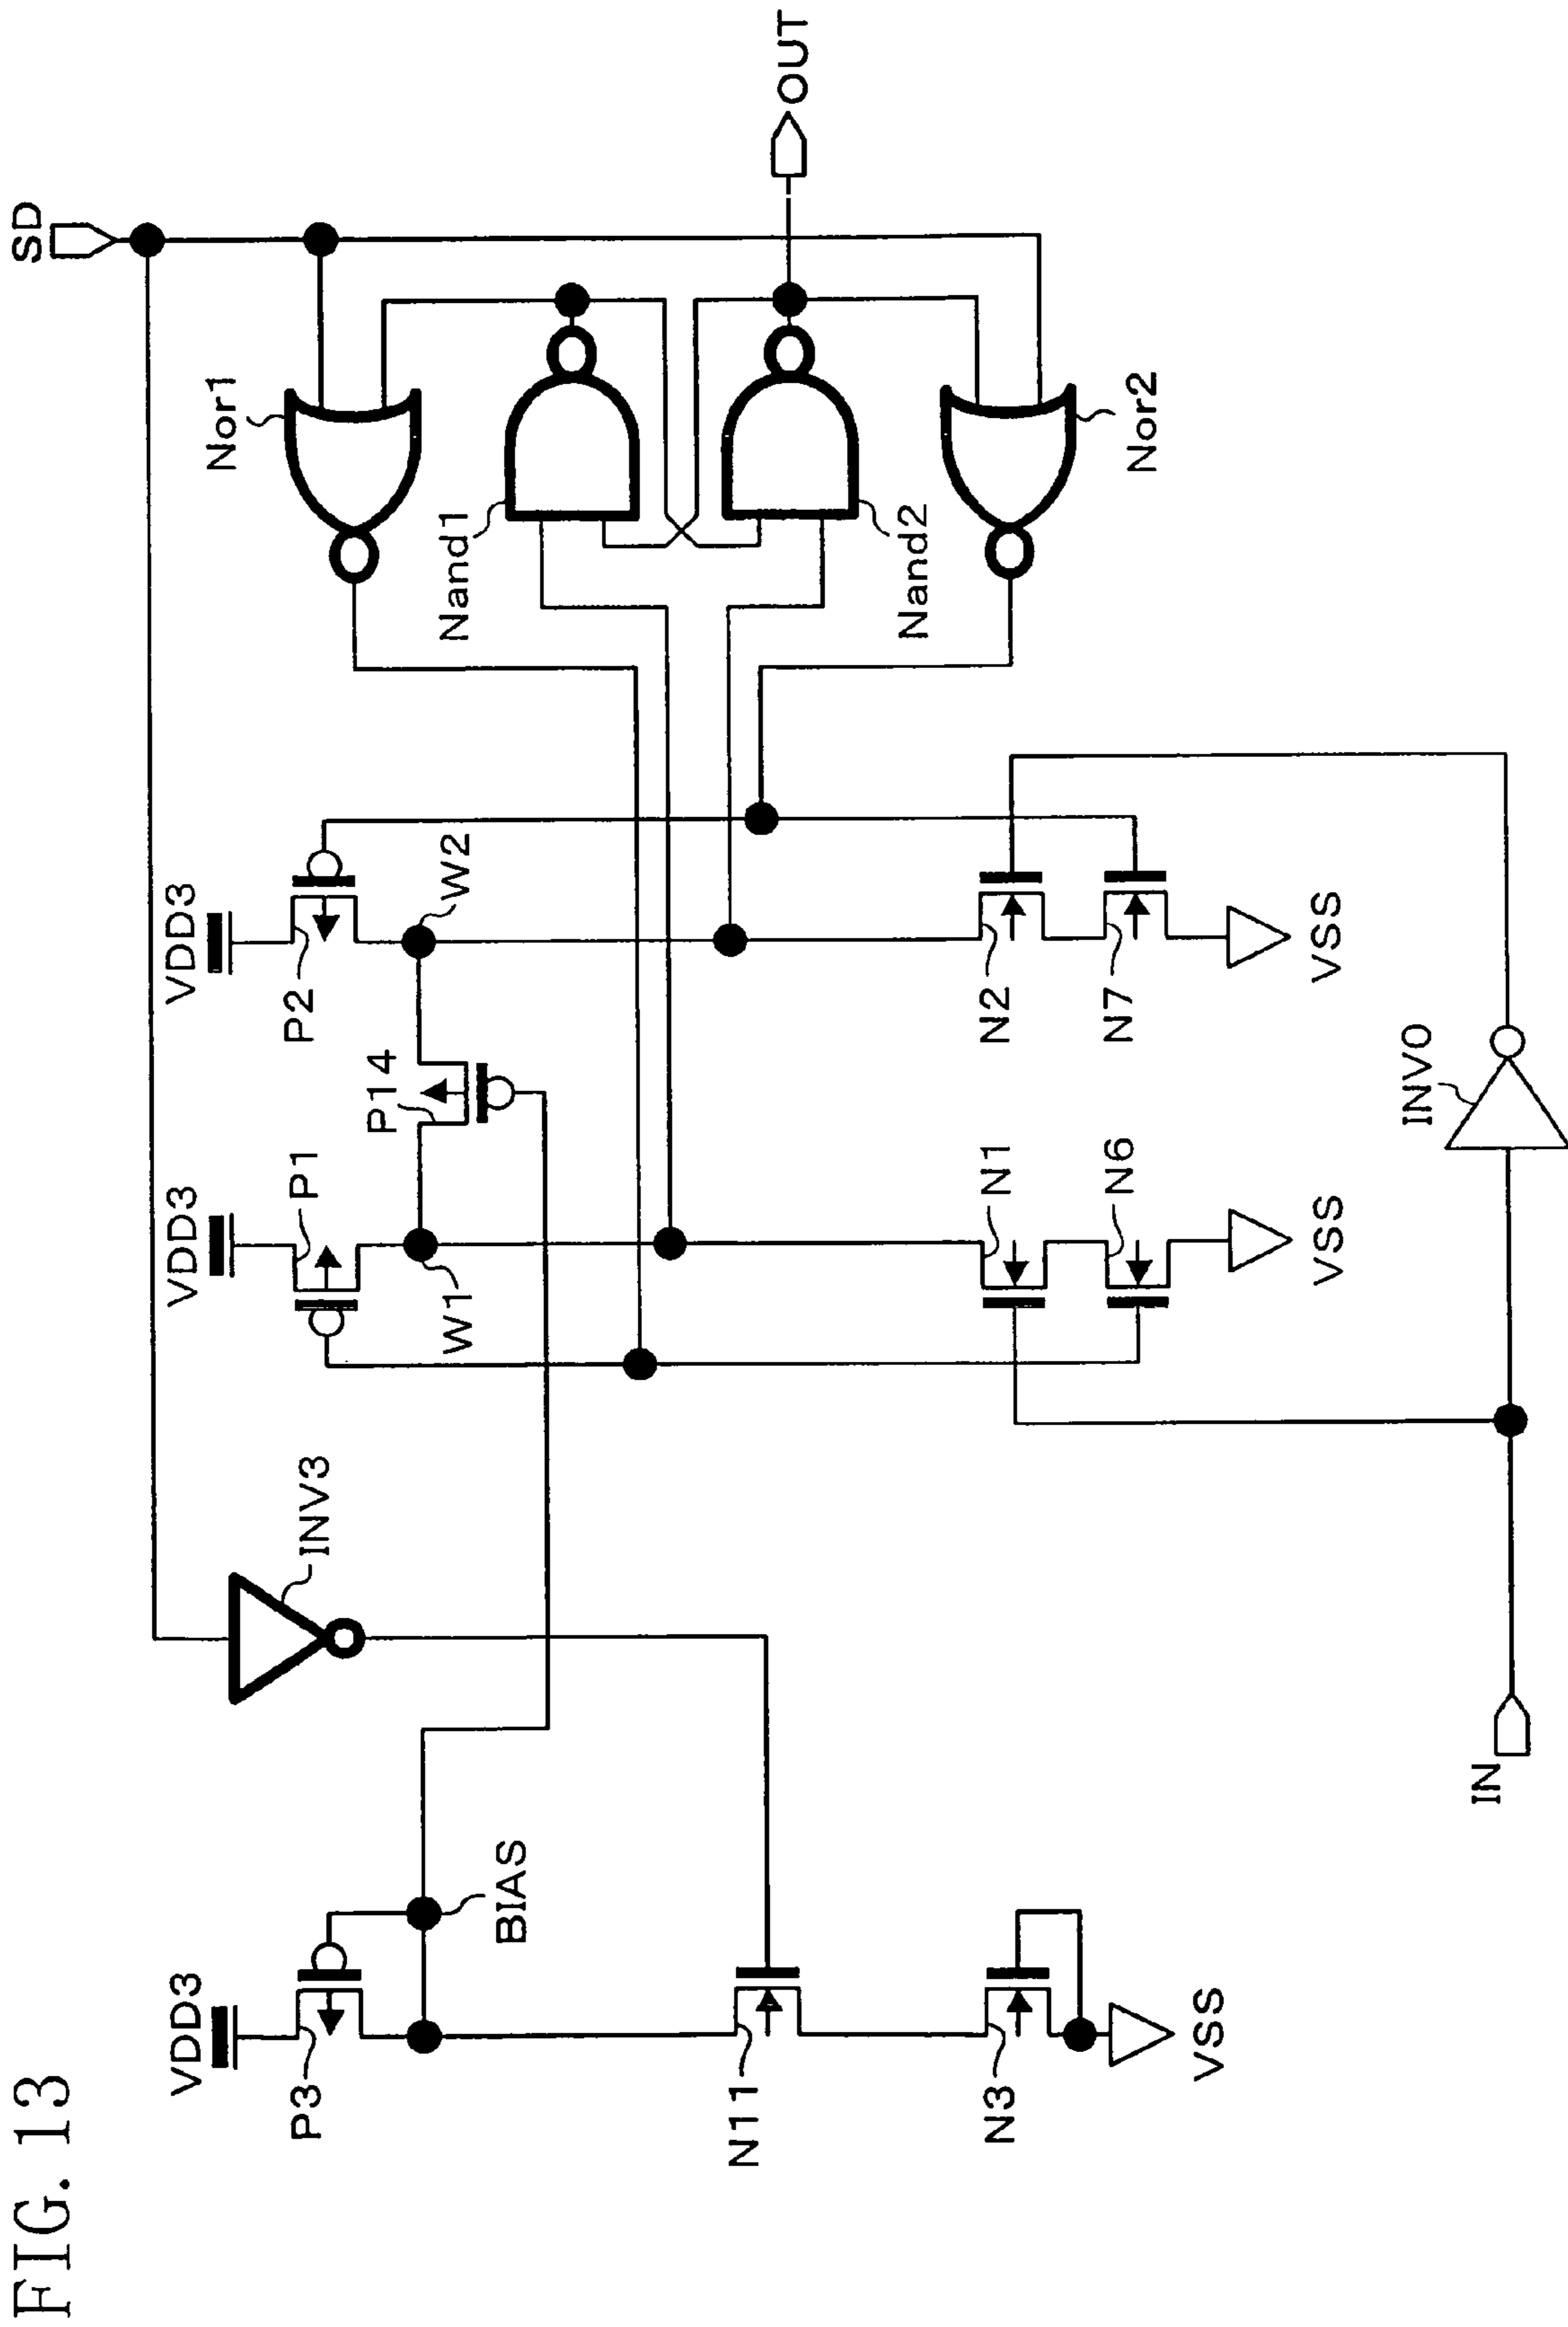 FIG. 13
SD
VDD3
VDD3
VDD3
P3
BIAS
INV3
P1
W1
P14
P2
W2
Nor1
Nand1
Nand2
Nor2
OUT
N11
N3
VSS
N1
N6
VSS
N2
N7
VSS
IN
INV0